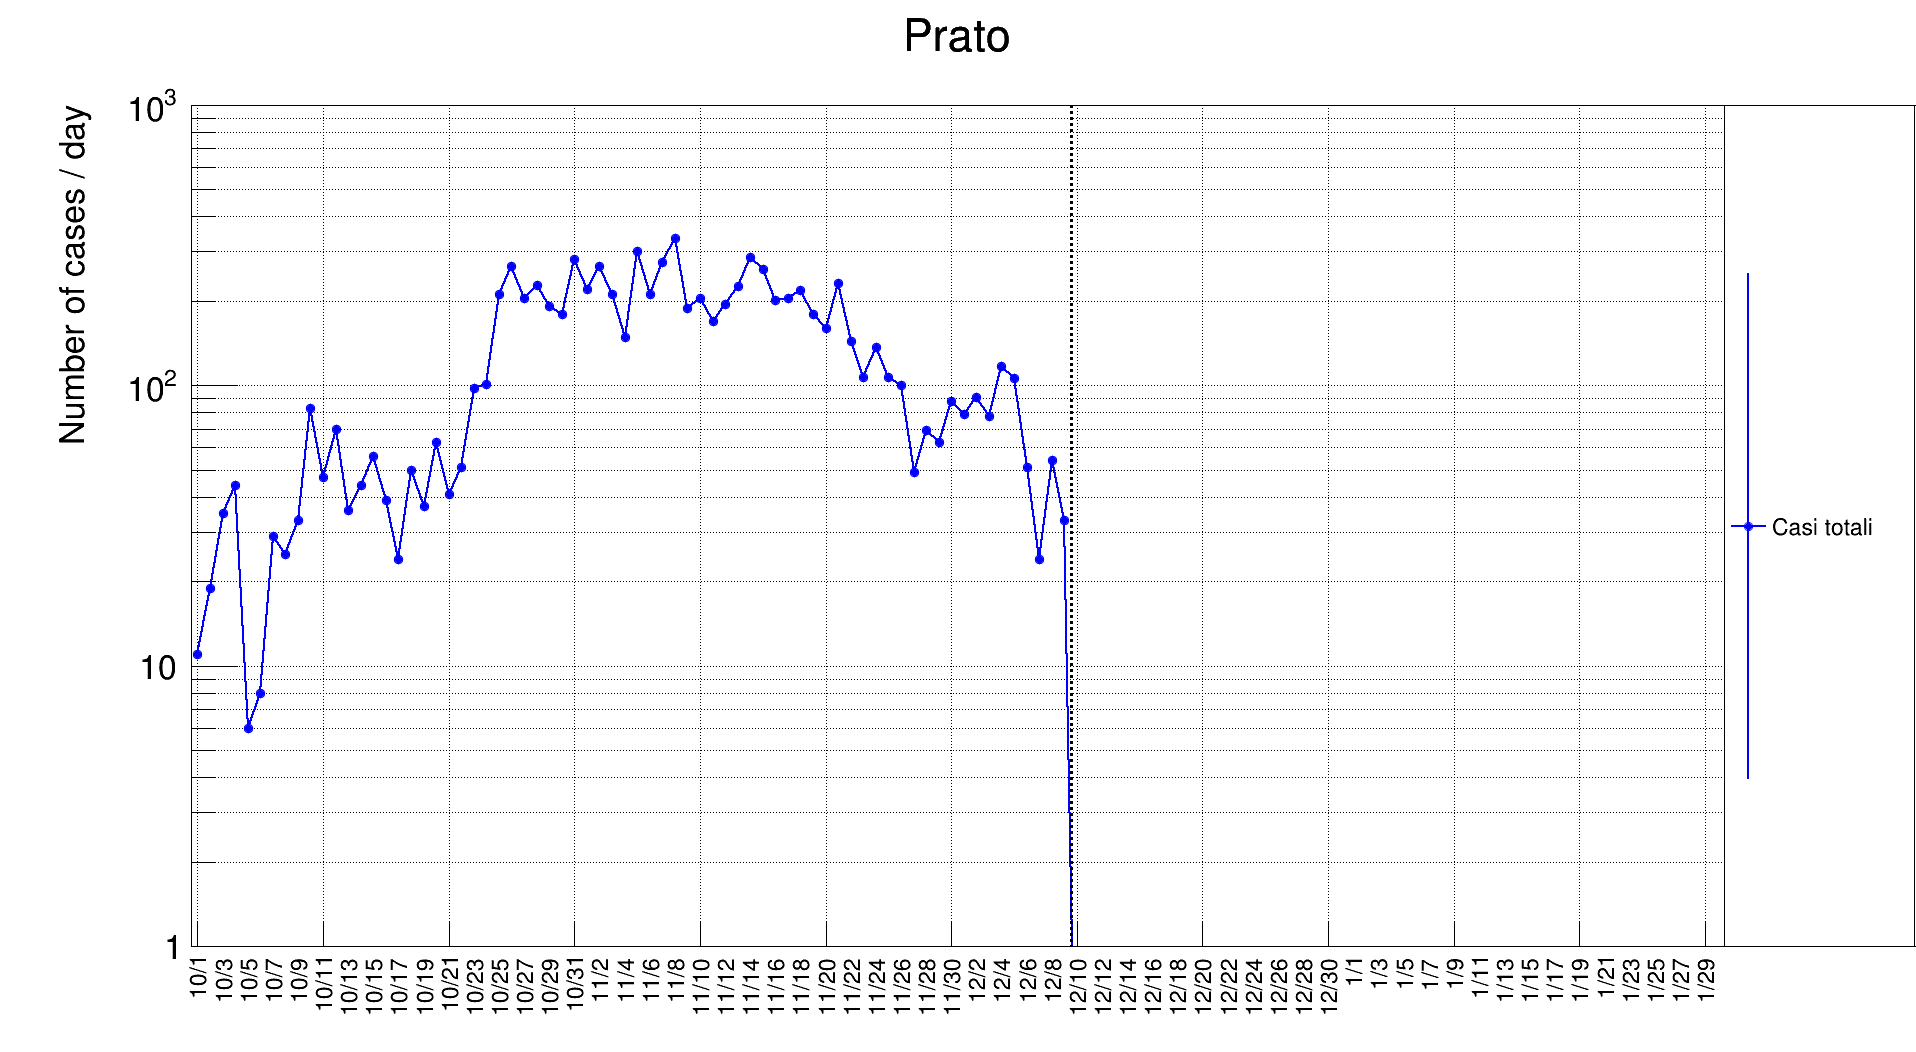 Prato
Number of cases / day
10³
10²
10
1
10/1 10/3 10/5 10/7 10/9 10/11 10/13 10/15 10/17 10/19 10/21 10/23 10/25 10/27 10/29 10/31 11/2 11/4 11/6 11/8 11/10 11/12 11/14 11/16 11/18 11/20 11/22 11/24 11/26 11/28 11/30 12/2 12/4 12/6 12/8 12/10 12/12 12/14 12/16 12/18 12/20 12/22 12/24 12/26 12/28 12/30 1/1 1/3 1/5 1/7 1/9 1/11 1/13 1/15 1/17 1/19 1/21 1/23 1/25 1/27 1/29
Casi totali